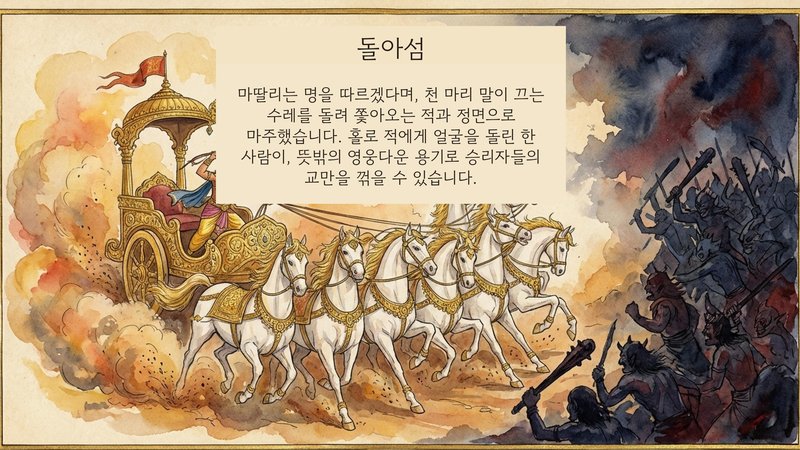 돌아섬
마딸리는 명을 따르겠다며, 천 마리 말이 끄는
수레를 돌려 쫓아오는 적과 정면으로
마주했습니다. 홀로 적에게 얼굴을 돌린 한
사람이, 뜻밖의 영웅다운 용기로 승리자들의
교만을 꺾을 수 있습니다.